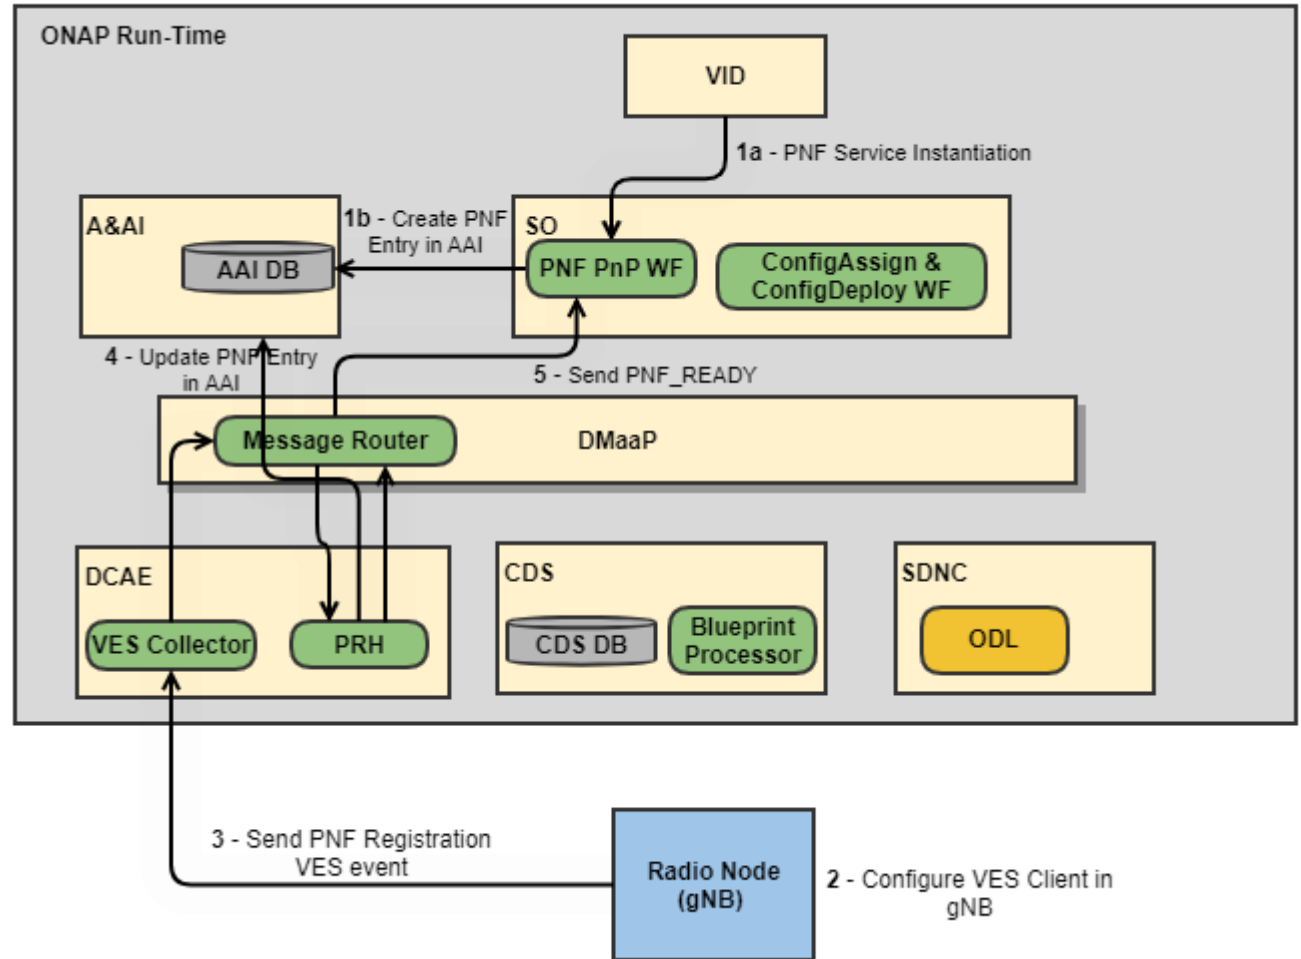 ONAP Run-Time
VID
1a - PNF Service Instantiation
A&AI
AAI DB
1b - Create PNF
Entry in AAI
SO
PNF PnP WF
ConfigAssign &
ConfigDeploy WF
4 - Update PNF Entry
in AAI
5 - Send PNF_READY
Message Router
DMaaP
DCAE
VES Collector
PRH
CDS
CDS DB
Blueprint
Processor
SDNC
ODL
3 - Send PNF Registration
VES event
Radio Node
(gNB)
2 - Configure VES Client in
gNB